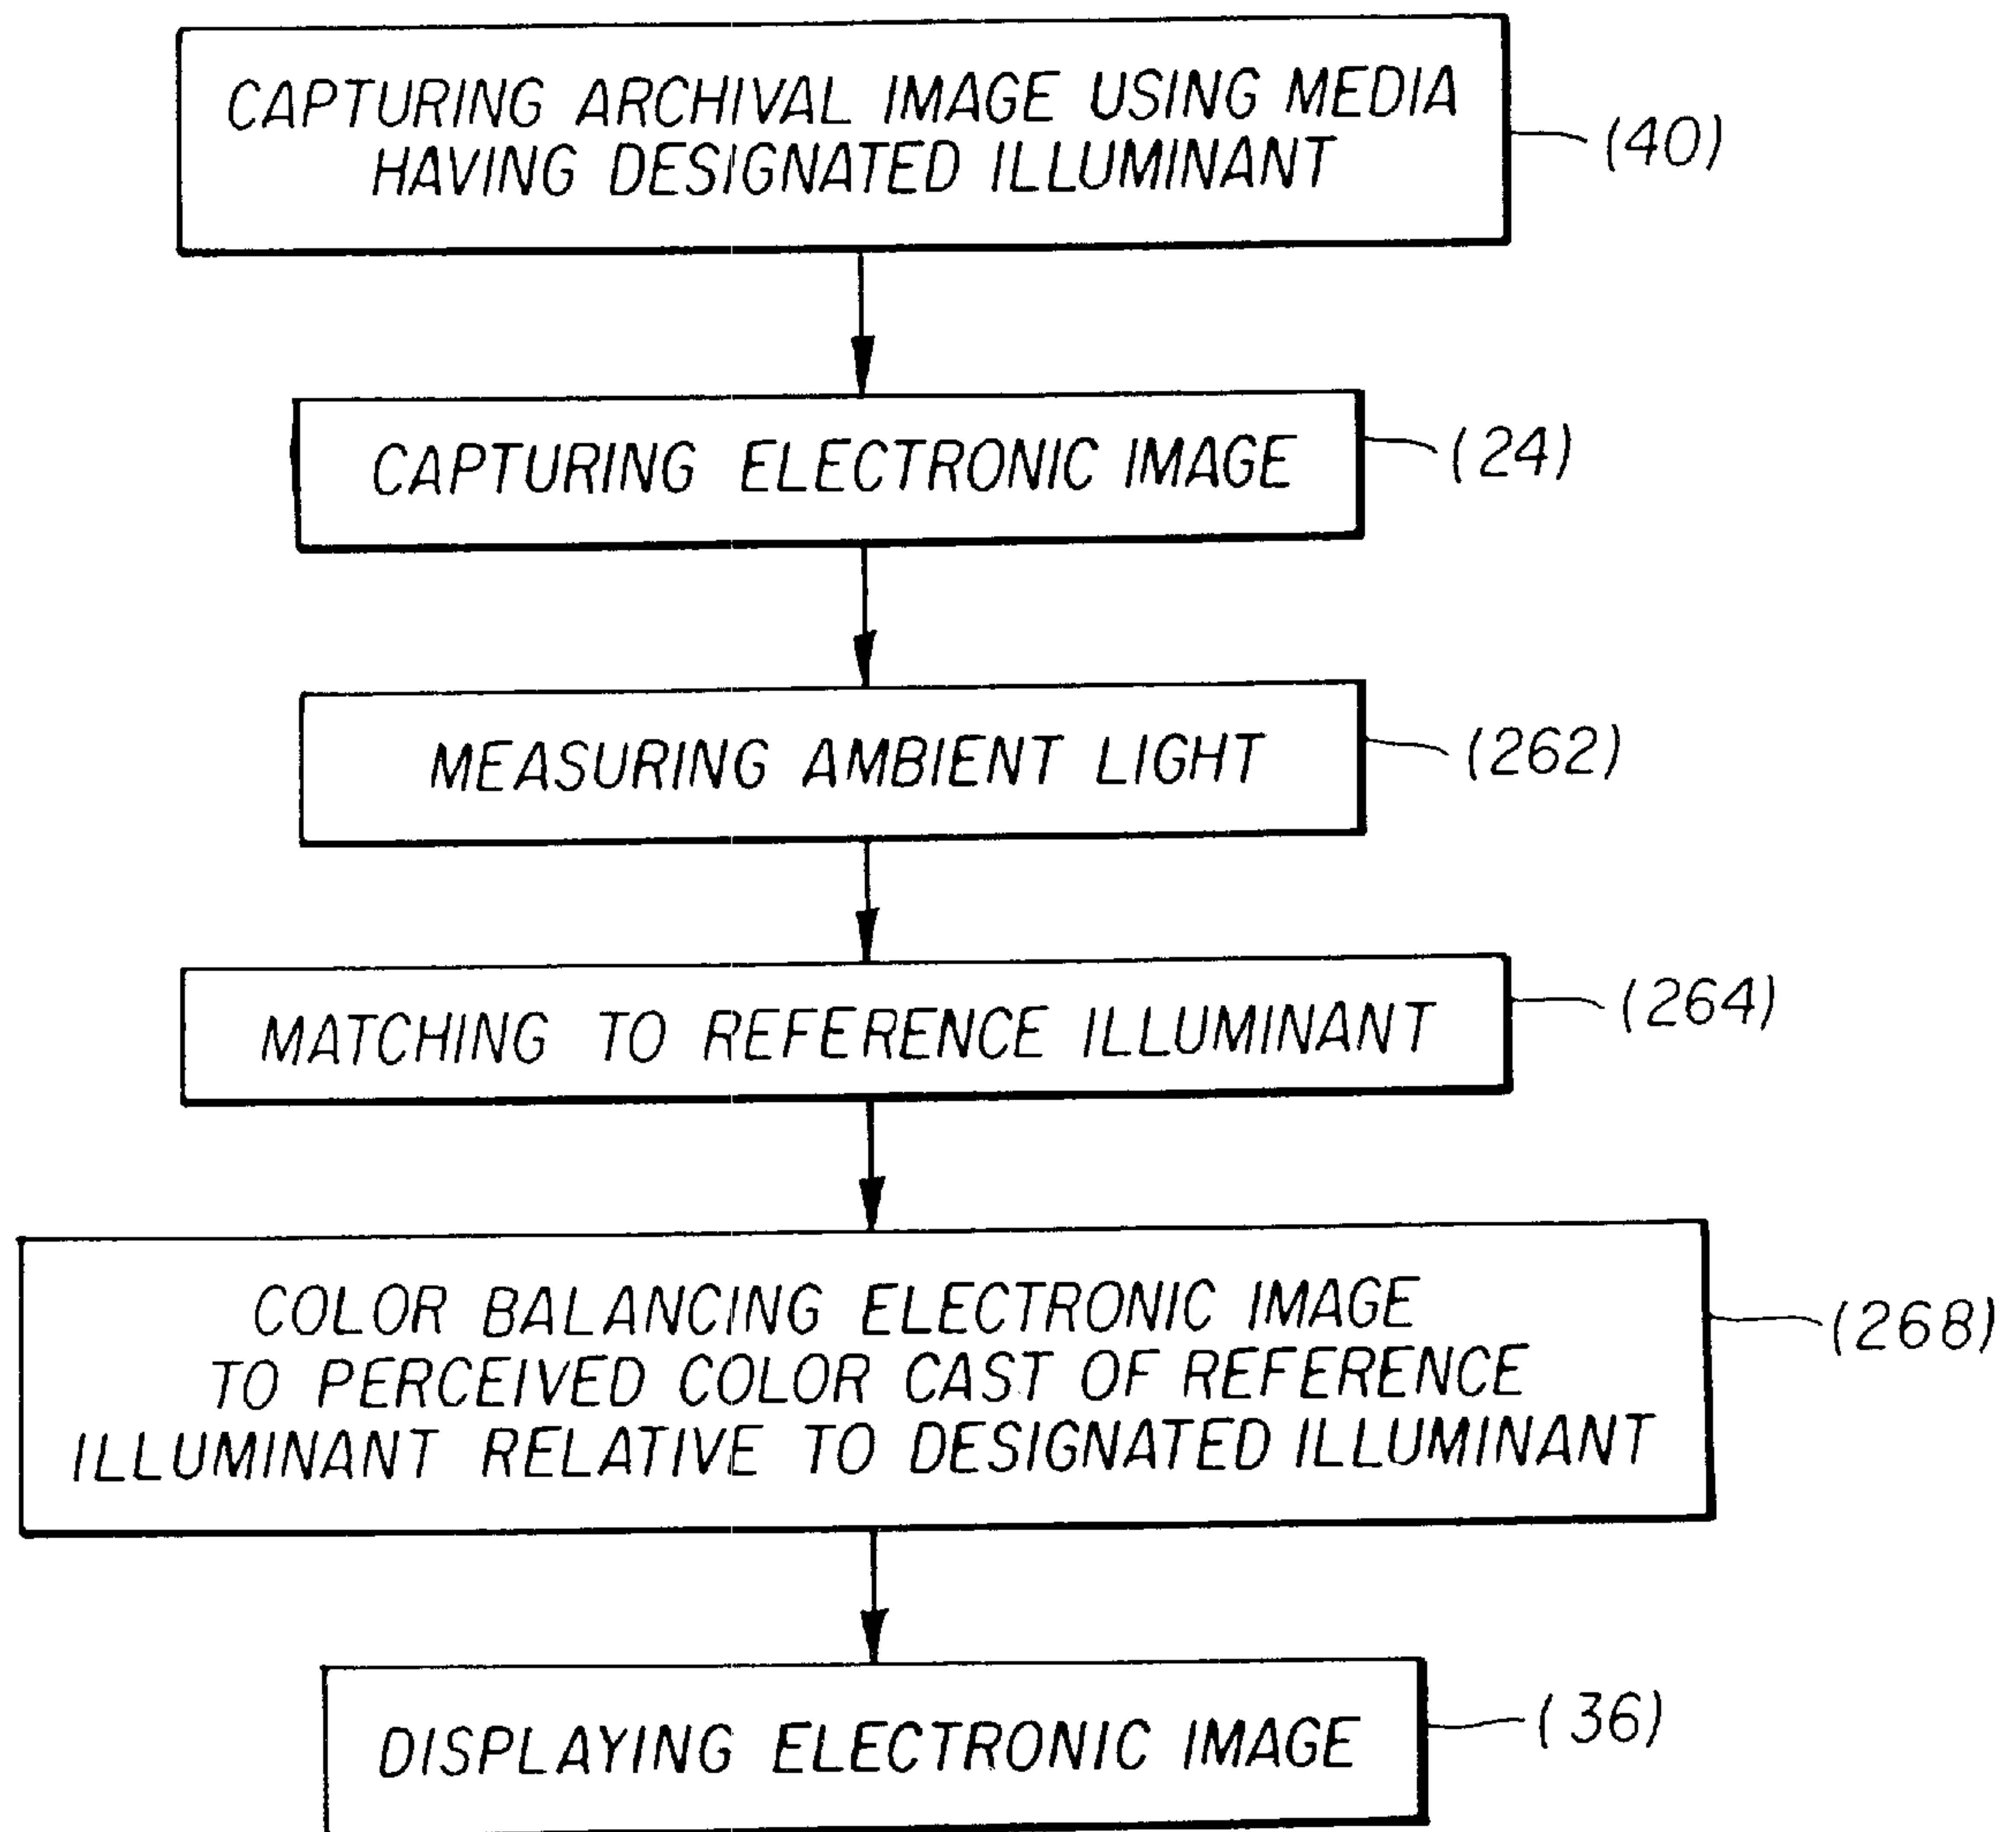 CAPTURING ARCHIVAL IMAGE USING MEDIA
HAVING DESIGNATED ILLUMINANT
(40)
CAPTURING ELECTRONIC IMAGE
(24)
MEASURING AMBIENT LIGHT
(262)
MATCHING TO REFERENCE ILLUMINANT
(264)
COLOR BALANCING ELECTRONIC IMAGE
TO PERCEIVED COLOR CAST OF REFERENCE
ILLUMINANT RELATIVE TO DESIGNATED ILLUMINANT
(268)
DISPLAYING ELECTRONIC IMAGE
(36)